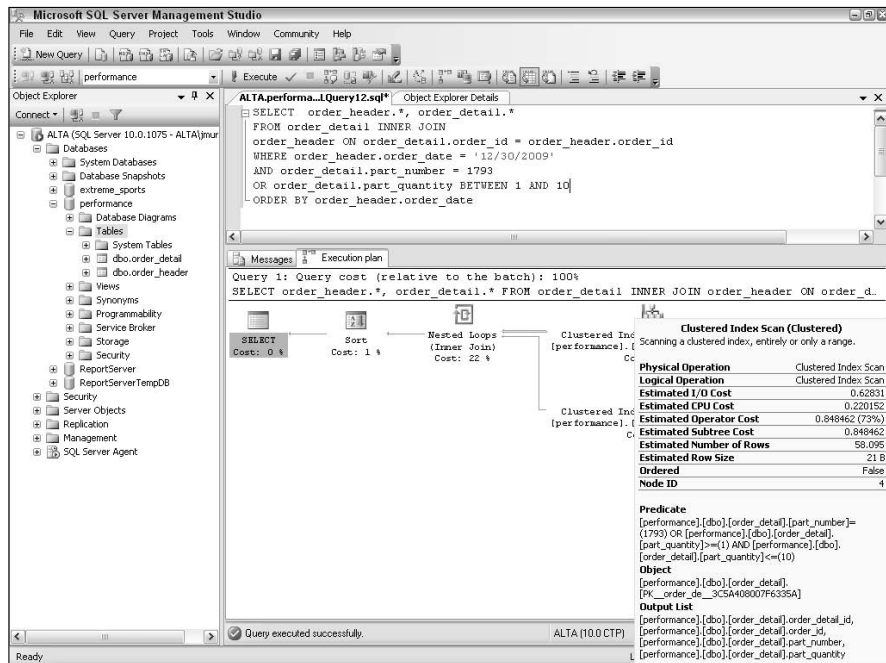 Microsoft SQL Server Management Studio
File Edit View Query Project Tools Window Community Help
New Query
performance
Execute
Object Explorer
ALTA.performa...LQuery12.sql*
Object Explorer Details
Connect
ALTA (SQL Server 10.0.1075 - ALTA\jmur
Databases
System Databases
Database Snapshots
extreme_sports
performance
Database Diagrams
Tables
System Tables
dbo.order_detail
dbo.order_header
Views
Synonyms
Programmability
Service Broker
Storage
Security
ReportServer
ReportServerTempDB
Security
Server Objects
Replication
Management
SQL Server Agent
SELECT order_header.*, order_detail.*
FROM order_detail INNER JOIN
order_header ON order_detail.order_id = order_header.order_id
WHERE order_header.order_date = '12/30/2009'
AND order_detail.part_number = 1793
OR order_detail.part_quantity BETWEEN 1 AND 10
ORDER BY order_header.order_date
Messages
Execution plan
Query 1: Query cost (relative to the batch): 100%
SELECT order_header.*, order_detail.* FROM order_detail INNER JOIN order_header ON order_d...
SELECT
Cost: 0 %
Sort
Cost: 1 %
Nested Loops
(Inner Join)
Cost: 22 %
Clustered Ind
[performance].[
Co
Clustered Ind
[performance].[
Co
Clustered Index Scan (Clustered)
Scanning a clustered index, entirely or only a range.
Physical Operation Clustered Index Scan
Logical Operation Clustered Index Scan
Estimated I/O Cost 0.62831
Estimated CPU Cost 0.220152
Estimated Operator Cost 0.848462 (73%)
Estimated Subtree Cost 0.848462
Estimated Number of Rows 58.095
Estimated Row Size 21 B
Ordered False
Node ID 4
Predicate
[performance].[dbo].[order_detail].[part_number]=
(1793) OR [performance].[dbo].[order_detail].
[part_quantity]>=(1) AND [performance].[dbo].
[order_detail].[part_quantity]<=(10)
Object
[performance].[dbo].[order_detail].
[PK__order_de__3C5A408007F6335A]
Output List
[performance].[dbo].[order_detail].order_detail_id,
[performance].[dbo].[order_detail].order_id,
[performance].[dbo].[order_detail].part_number,
[performance].[dbo].[order_detail].part_quantity
Query executed successfully.
ALTA (10.0 CTP)
Ready